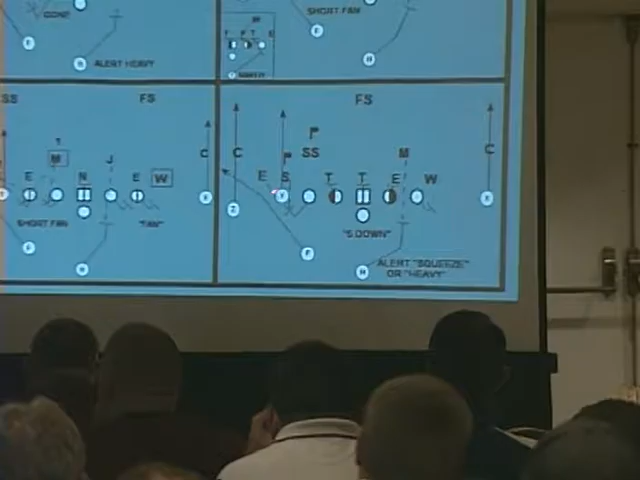 "GONE"
ALERT HEAVY
SHORT FAN
W
T E
SS FS
T
M J
E N E W C
SHORT FAN "FAN"
FS
P
SS M
C P C
E S T T E W
Z Y X
"S DOWN"
F
H ALERT "SQUEEZE"
OR "HEAVY"